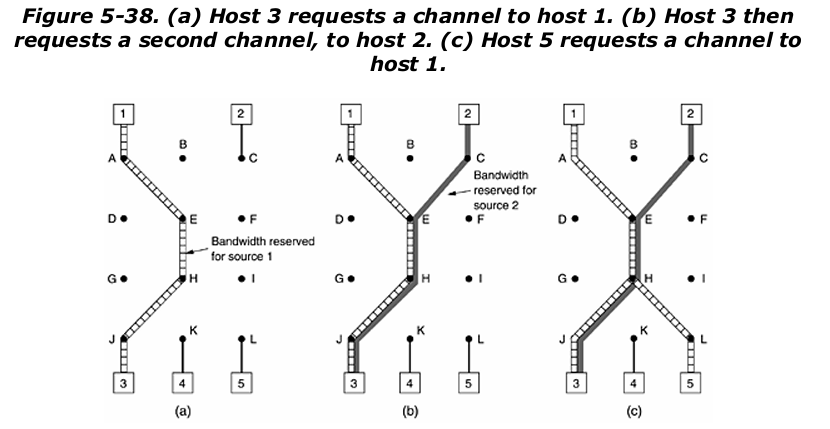 Figure 5-38. (a) Host 3 requests a channel to host 1. (b) Host 3 then
requests a second channel, to host 2. (c) Host 5 requests a channel to
host 1.
1
2
A
B
C
D
E
F
Bandwidth reserved
for source 1
G
H
I
J
K
L
3
4
5
(a)
1
2
A
B
C
Bandwidth
reserved for
source 2
D
E
F
G
H
I
J
K
L
3
4
5
(b)
1
2
A
B
C
D
E
F
G
H
I
J
K
L
3
4
5
(c)